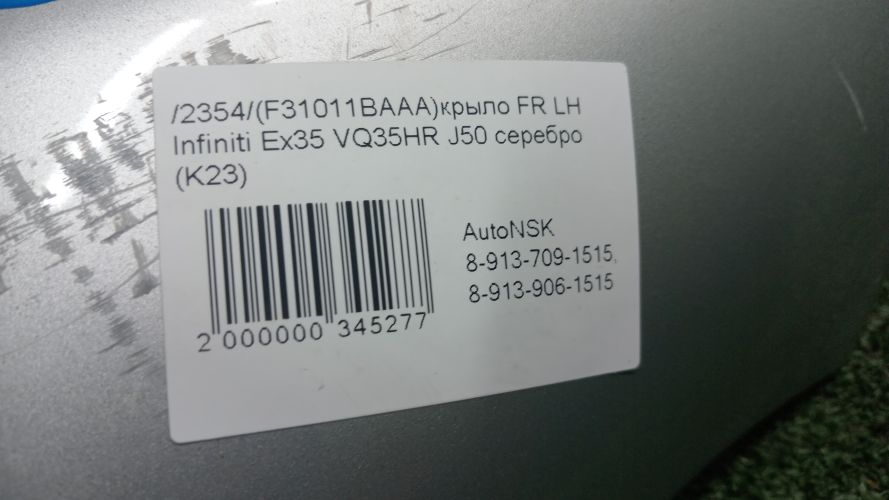 /2354/(F31011BAAA)крыло FR LH
Infiniti Ex35 VQ35HR J50 серебро
(K23)
AutoNSK
8-913-709-1515,
8-913-906-1515
2 000000 345277